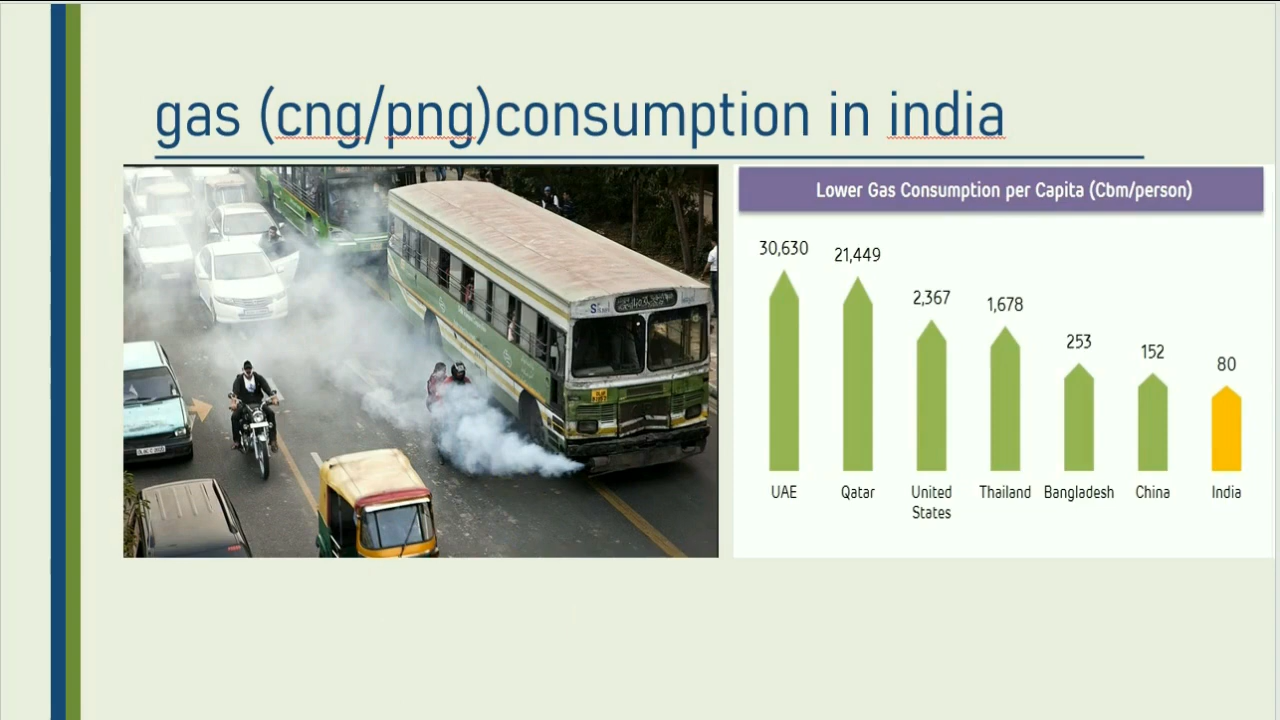 gas (cng/png)consumption in india
Lower Gas Consumption per Capita (Cbm/person)
30,630
21,449
2,367
1,678
253
152
80
UAE
Qatar
United
States
Thailand
Bangladesh
China
India